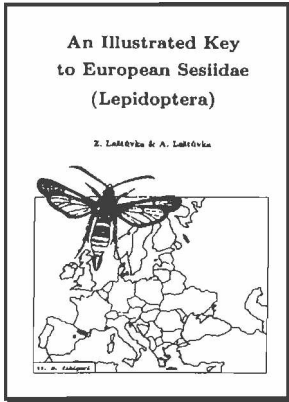 An Illustrated Key
to European Sesiidae
(Lepidoptera)
Z. Laštůvka & A. Laštůvka